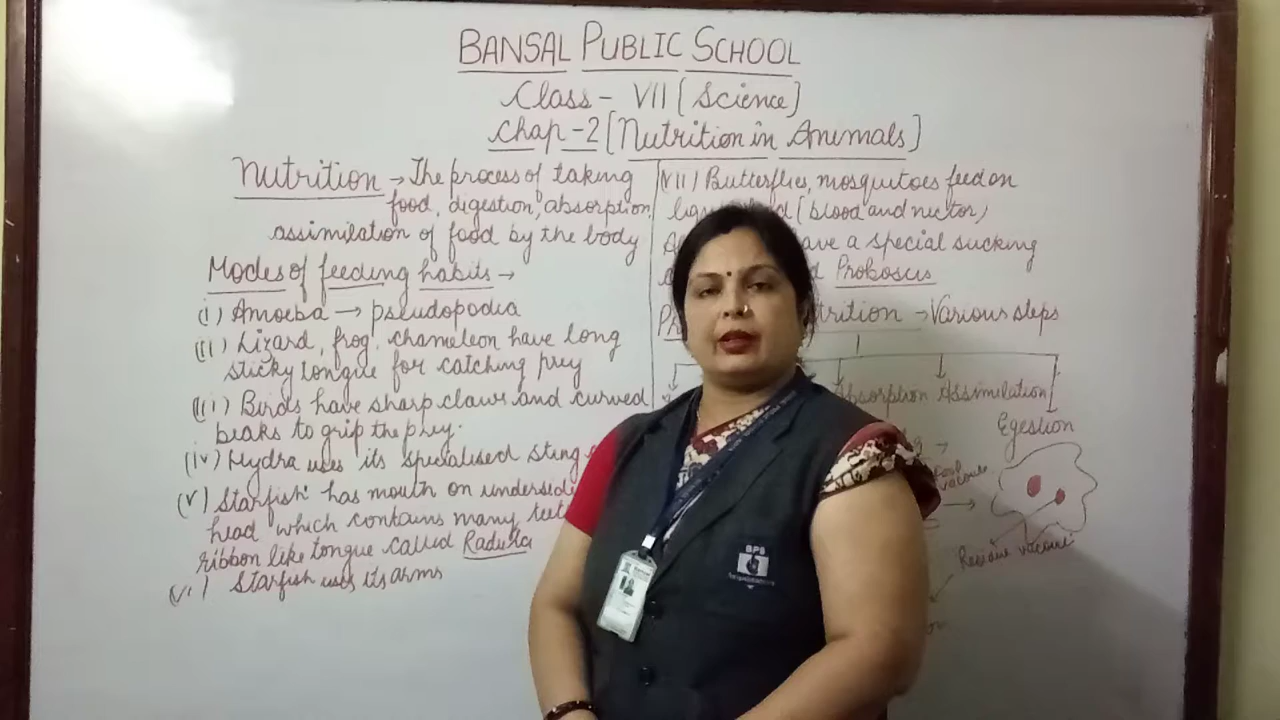 BANSAL PUBLIC SCHOOL
Class - VII [Science]
Chap-2 [Nutrition in Animals]
Nutrition → The process of taking
food, digestion, absorption
assimilation of food by the body
Modes of feeding habits →
(i) Amoeba → pseudopodia
(ii) Lizard, frog, chameleon have long
sticky tongue for catching prey
(iii) Birds have sharp claws and curved
beaks to grip the prey.
(iv) Hydra uses its specialised sting
(v) Starfish has mouth on underside
head which contains many teet
ribbon like tongue called Radula
(vi) Starfish uses its arms
(vii) Butterflies, mosquitoes feed on
(blood and nector)
have a special sucking
Proboscis
→ Various steps
Absorption Assimilation
Egestion
vacuole
Residue vacoule
BPS